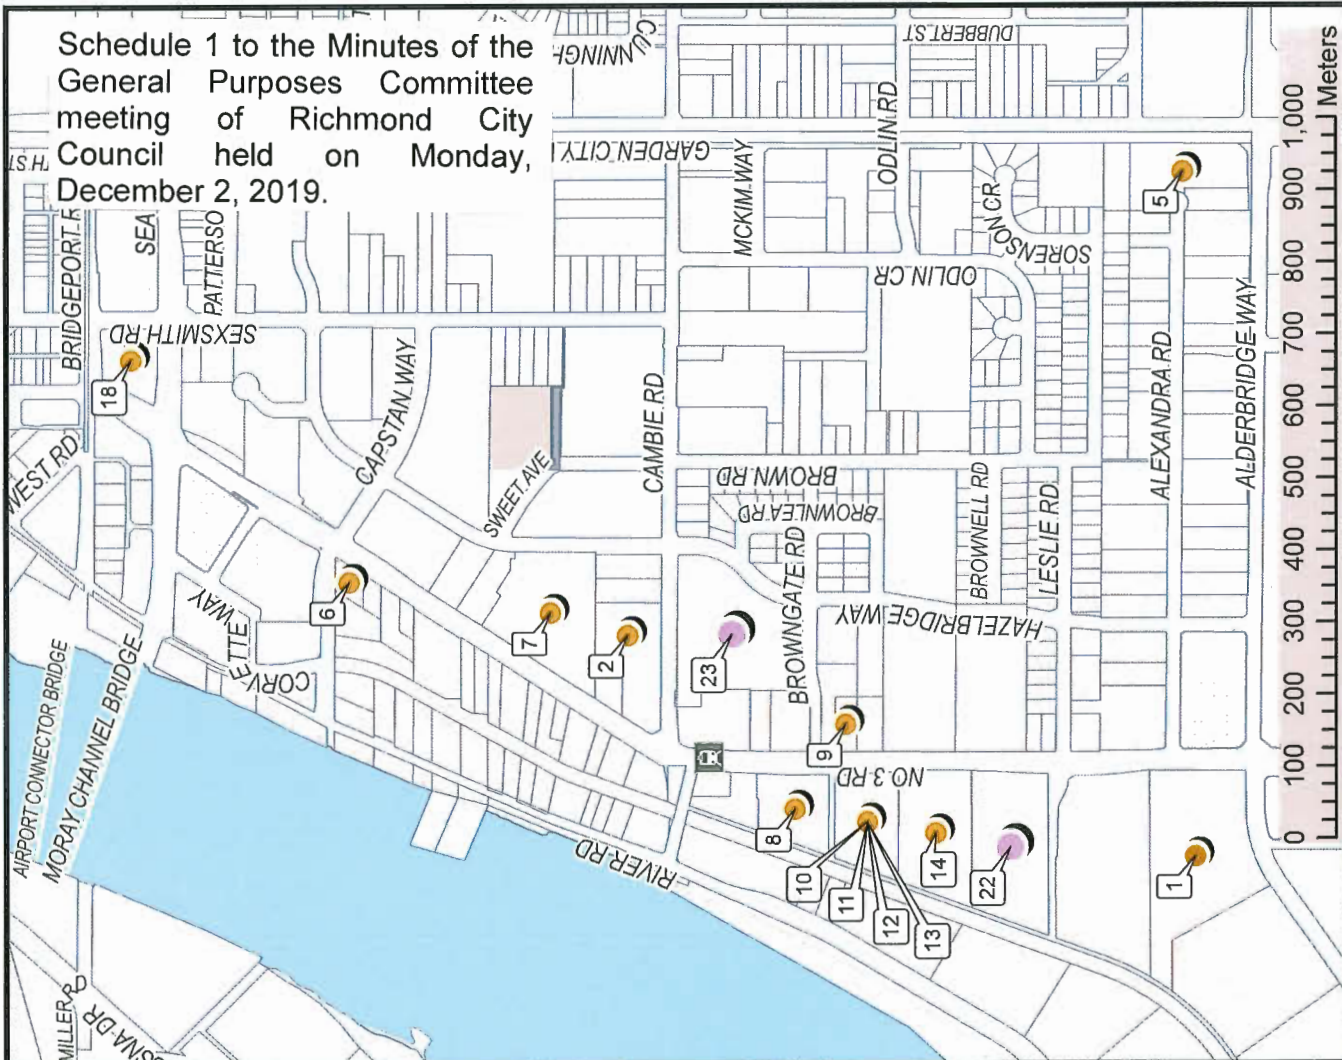 Schedule 1 to the Minutes of the
General Purposes Committee
meeting of Richmond City
Council held on Monday,
December 2, 2019.
CUNNINGH
DUBBERT ST
H ST
GARDEN CITY
ODLIN RD
MCKIM WAY
BRIDGEPORT R
SEA
PATTERSO
SEXSMITH RD
SORENSON CR
ODLIN CR
5
18
WEST RD
CAPSTAN WAY
CAMBIE RD
SWEET AVE
BROWN RD
BROWNLEA RD
BROWNGATE RD
BROWNELL RD
LESLIE RD
ALEXANDRA RD
ALDERBRIDGE WAY
HAZELBRIDGE WAY
6
7
2
23
9
CORVETTE WAY
AIRPORT CONNECTOR BRIDGE
MORAY CHANNEL BRIDGE
NO 3 RD
RIVER RD
8
10
11
12
13
14
22
1
MILLER RD
SNA DR
0 100 200 300 400 500 600 700 800 900 1,000
Meters